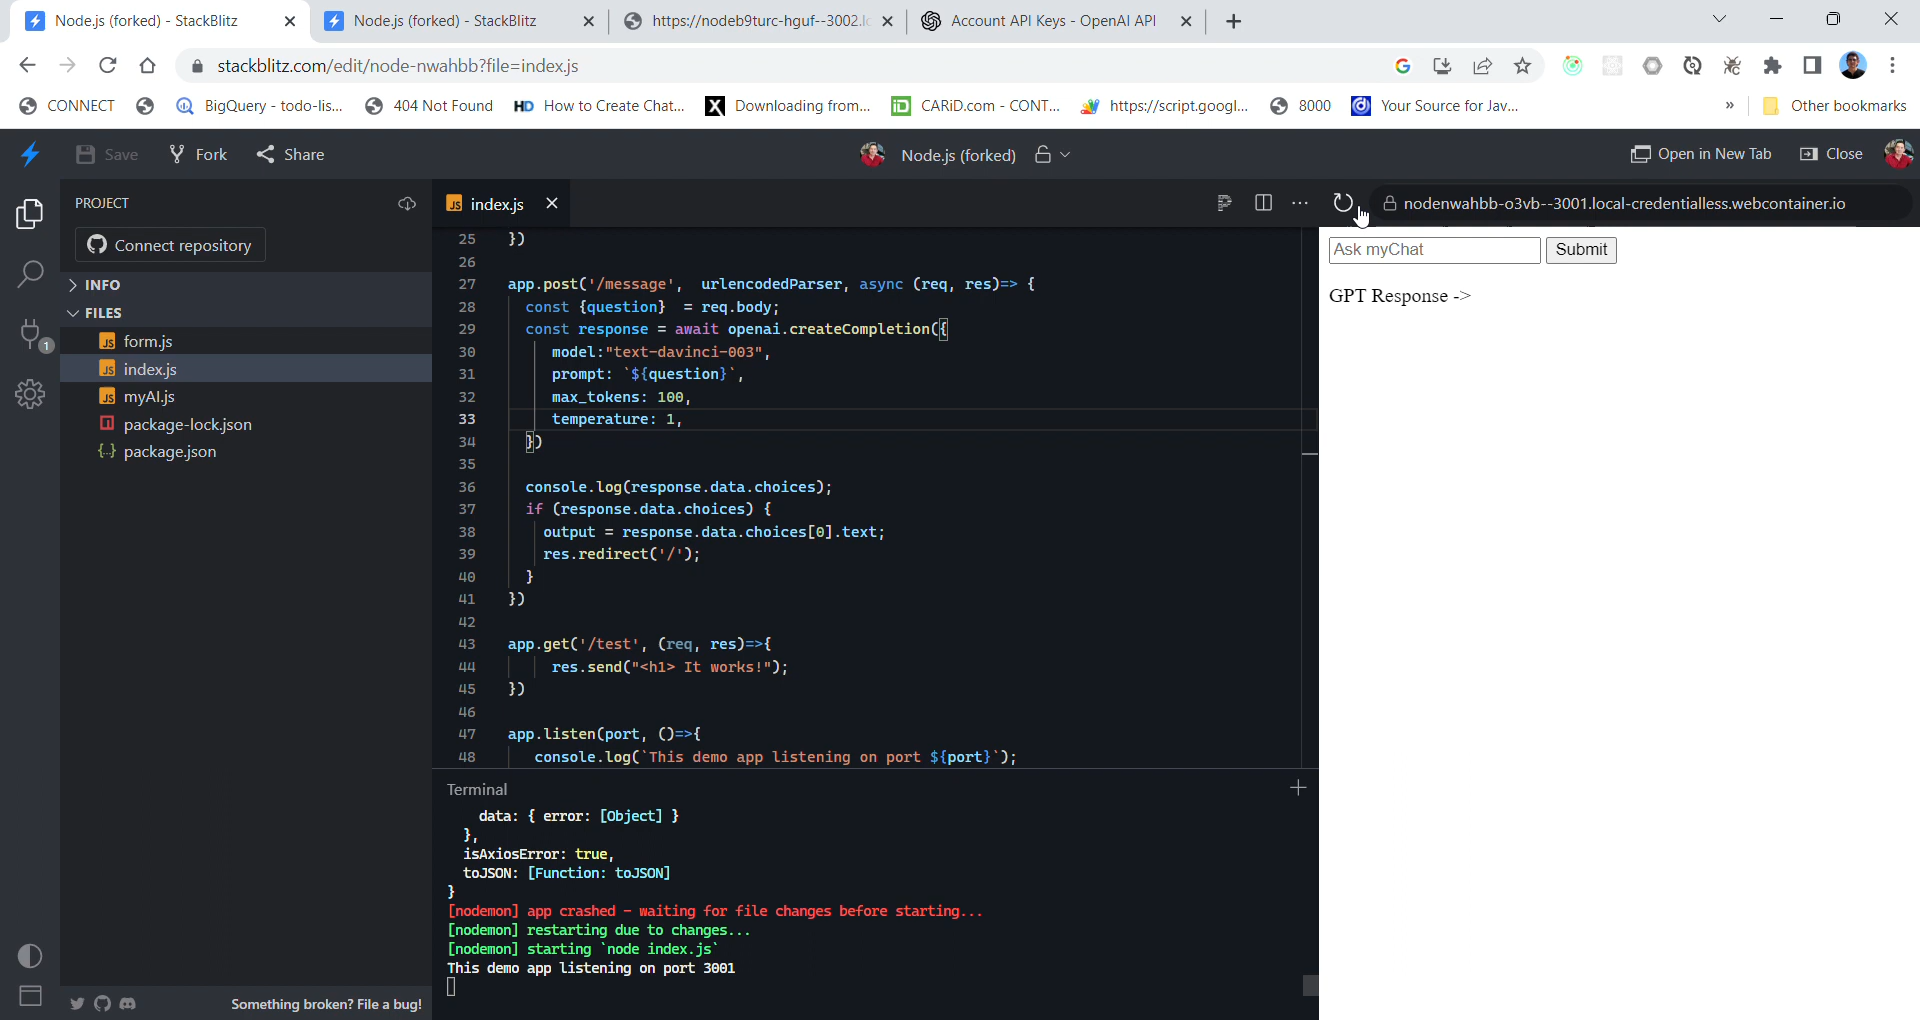 Node.js (forked) - StackBlitz
Node.js (forked) - StackBlitz
https://nodeb9turc-hguf--3002.lo
Account API Keys - OpenAI API
stackblitz.com/edit/node-nwahbb?file=index.js
CONNECT
BigQuery - todo-lis...
404 Not Found
HD How to Create Chat...
X Downloading from...
iD CARiD.com - CONT...
https://script.googl...
8000
Your Source for Jav...
»
Other bookmarks
Save
Fork
Share
Node.js (forked)
Open in New Tab
Close
PROJECT
Connect repository
INFO
FILES
JS form.js
JS index.js
JS myAI.js
package-lock.json
{..} package.json
1
Something broken? File a bug!
JS index.js
25 })
26
27 app.post('/message', urlencodedParser, async (req, res)=> {
28 const {question} = req.body;
29 const response = await openai.createCompletion({
30 model:"text-davinci-003",
31 prompt: `${question}`,
32 max_tokens: 100,
33 temperature: 1,
34 })
35
36 console.log(response.data.choices);
37 if (response.data.choices) {
38 output = response.data.choices[0].text;
39 res.redirect('/');
40 }
41 })
42
43 app.get('/test', (req, res)=>{
44 res.send("<h1> It works!");
45 })
46
47 app.listen(port, ()=>{
48 console.log(`This demo app listening on port ${port}`);
Terminal
data: { error: [Object] }
},
isAxiosError: true,
toJSON: [Function: toJSON]
}
[nodemon] app crashed - waiting for file changes before starting...
[nodemon] restarting due to changes...
[nodemon] starting `node index.js`
This demo app listening on port 3001
nodenwahbb-o3vb--3001.local-credentialless.webcontainer.io
Ask myChat
Submit
GPT Response ->